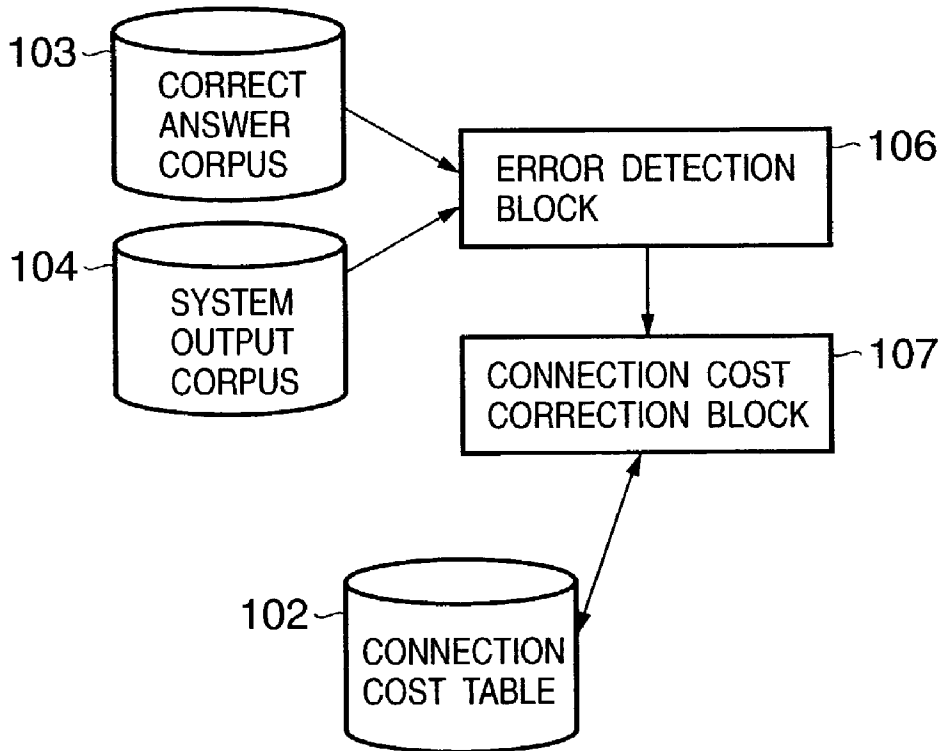 103
CORRECT
ANSWER
CORPUS
106
ERROR DETECTION
BLOCK
104
SYSTEM
OUTPUT
CORPUS
107
CONNECTION COST
CORRECTION BLOCK
102
CONNECTION
COST TABLE